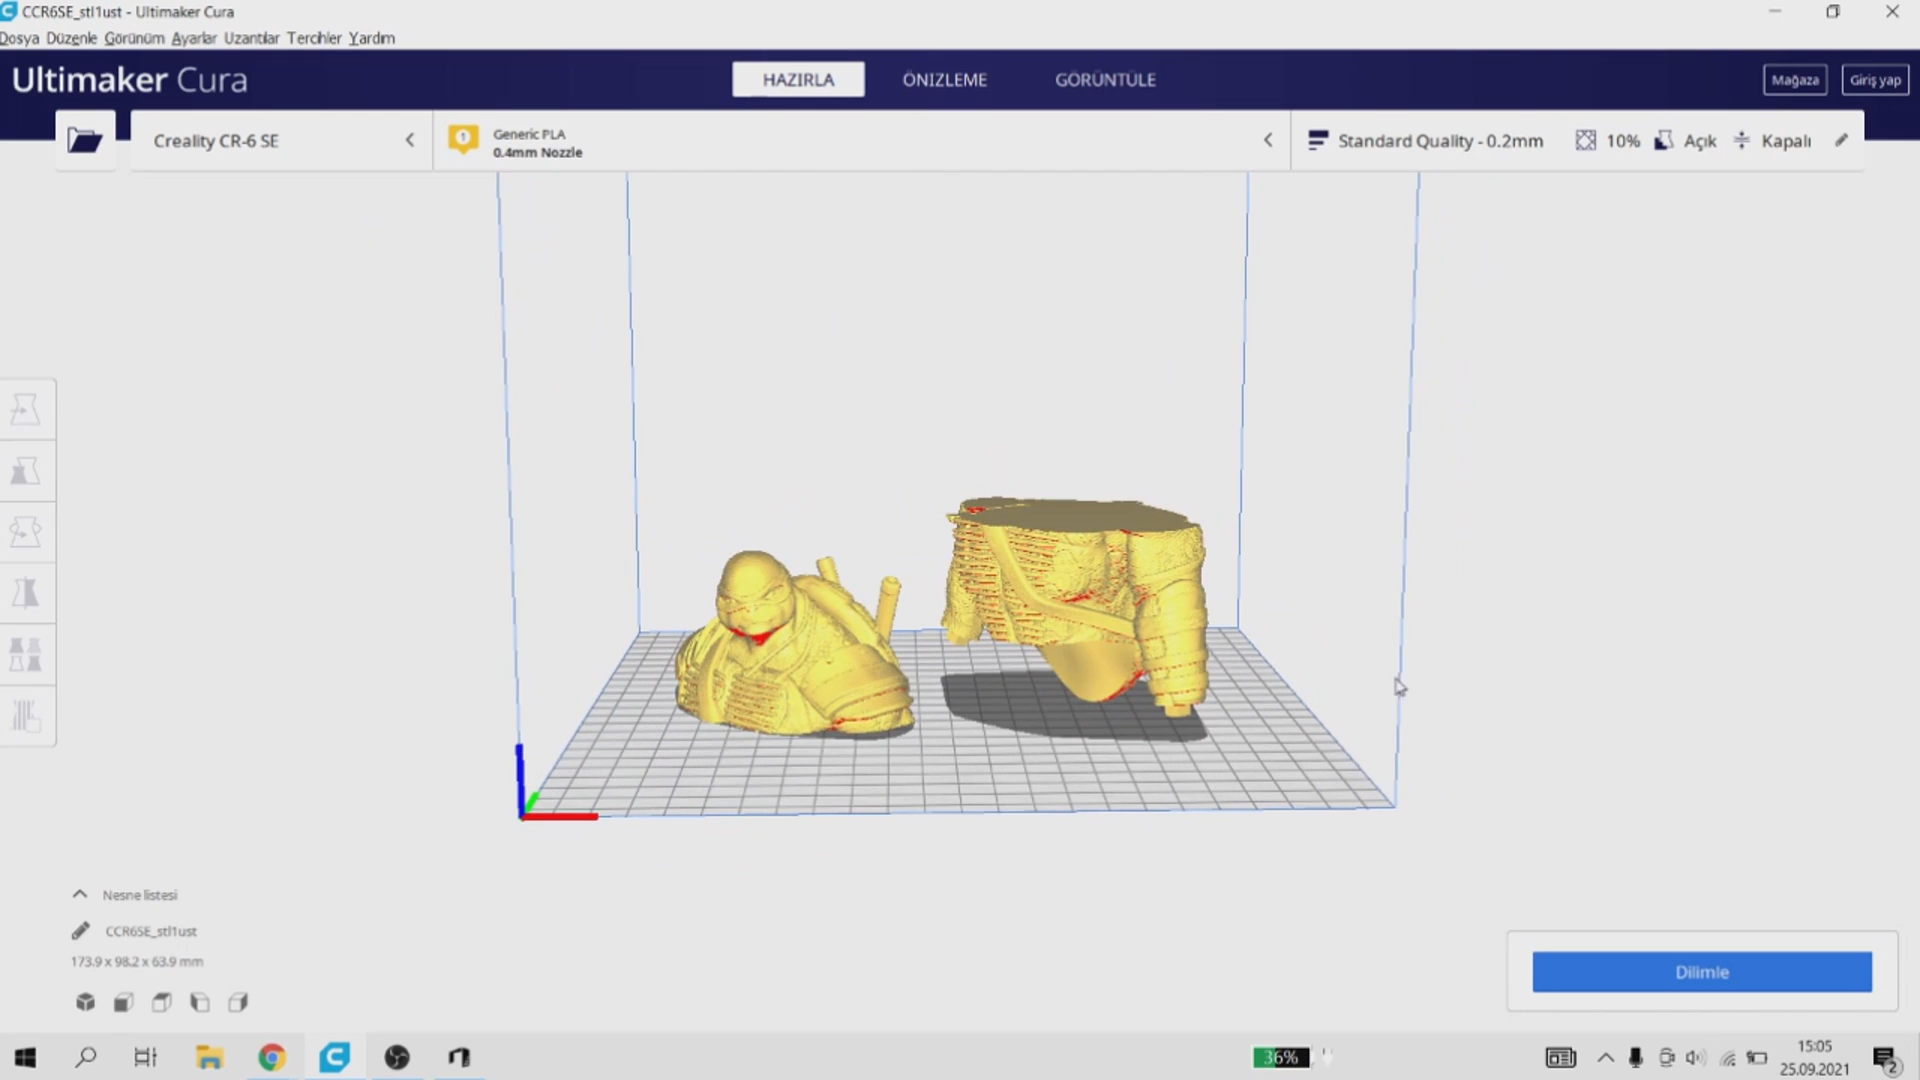 CCR6SE_stl1ust - Ultimaker Cura
Dosya Düzenle Görünüm Ayarlar Uzantılar Tercihler Yardım
Ultimaker Cura
HAZIRLA
ÖNİZLEME
GÖRÜNTÜLE
Mağaza
Giriş yap
Creality CR-6 SE
1
Generic PLA
0.4mm Nozzle
Standard Quality - 0.2mm
10%
Açık
Kapalı
Nesne listesi
CCR6SE_stl1ust
173.9 x 98.2 x 63.9 mm
Dilimle
36%
15:05
25.09.2021
2